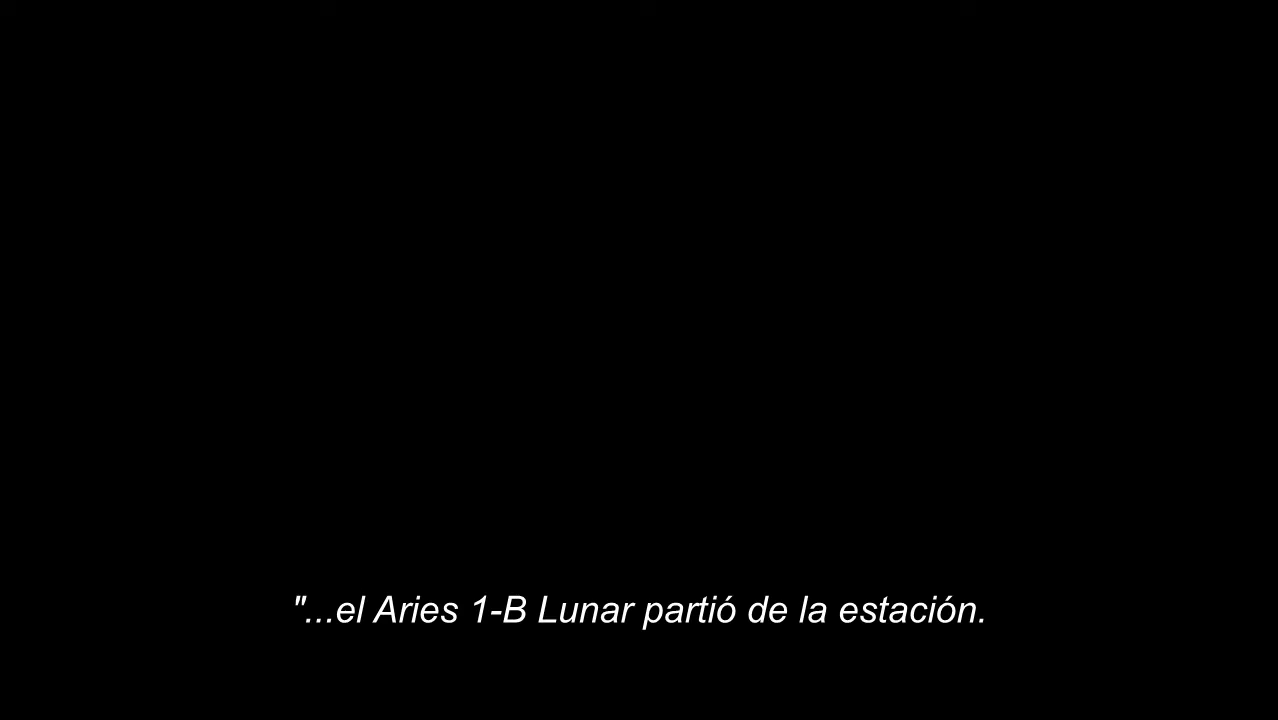 "...el Aries 1-B Lunar partió de la estación.